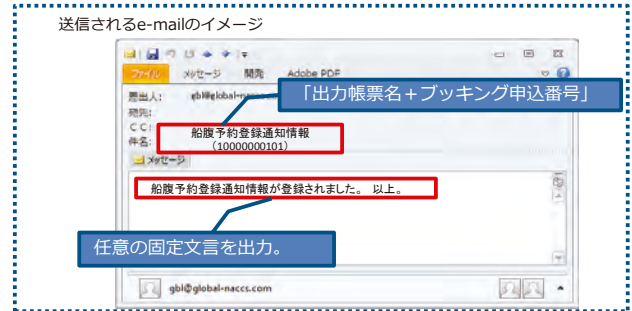 送信されるe-mailのイメージ
ファイル メッセージ 開発 Adobe PDF
差出人: gbl@global-naccs.com
「出力帳票名＋ブッキング申込番号」
宛先:
CC:
件名: 船腹予約登録通知情報
（10000000101）
メッセージ
船腹予約登録通知情報が登録されました。 以上。
任意の固定文言を出力。
gbl@global-naccs.com